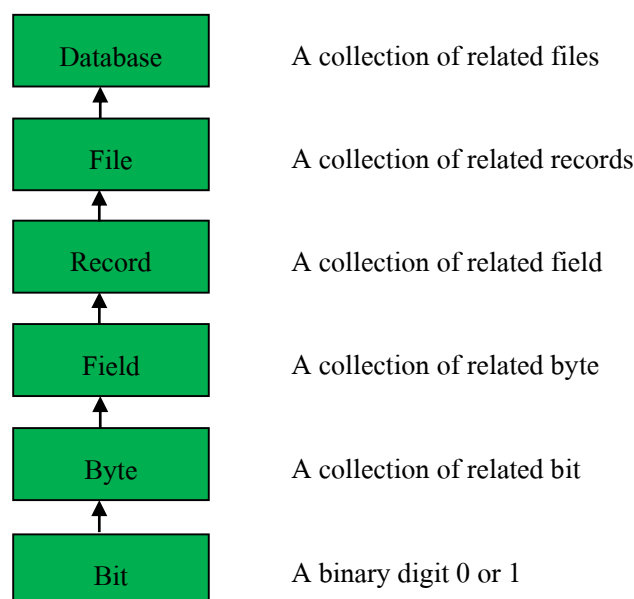 Database A collection of related files
File A collection of related records
Record A collection of related field
Field A collection of related byte
Byte A collection of related bit
Bit A binary digit 0 or 1